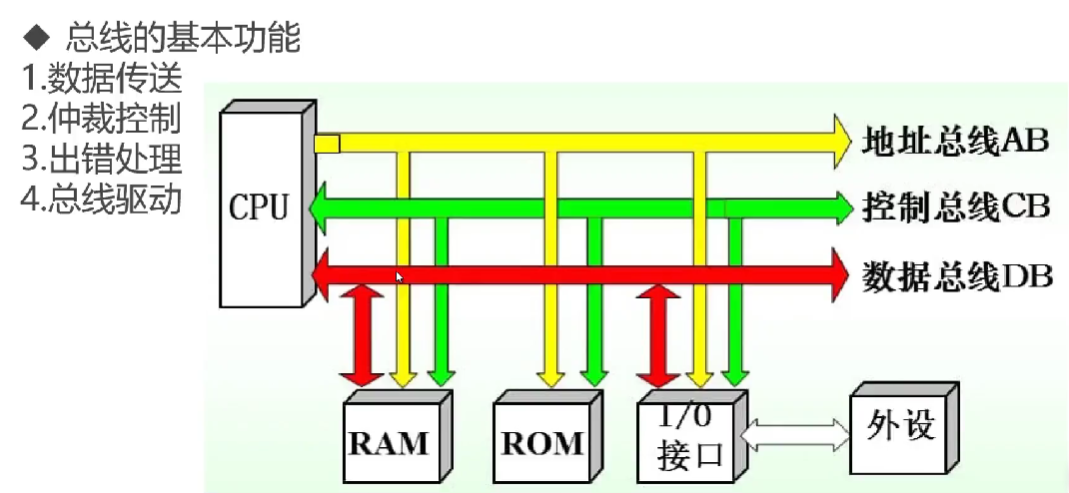 ◆ 总线的基本功能
1.数据传送
2.仲裁控制
3.出错处理
4.总线驱动
地址总线AB
CPU
控制总线CB
数据总线DB
RAM
ROM
I/O
接口
外设